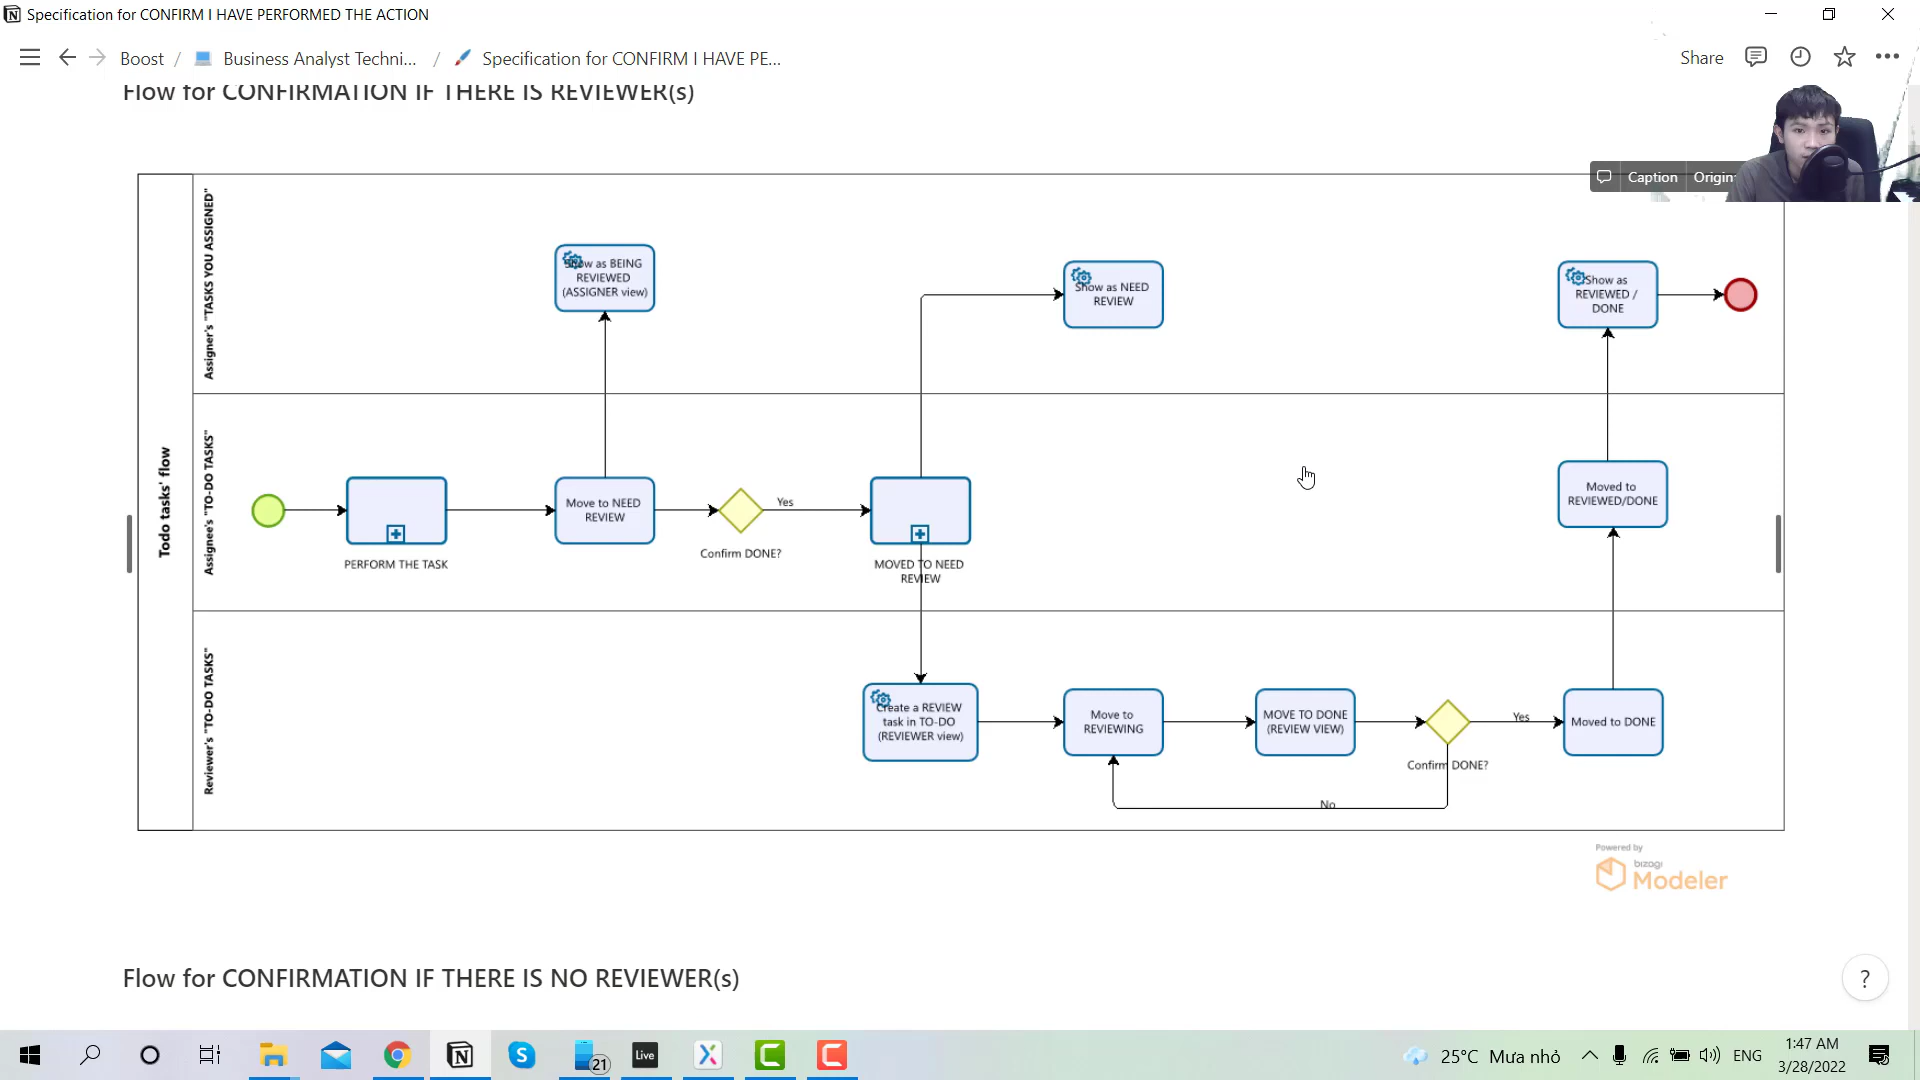 Specification for CONFIRM I HAVE PERFORMED THE ACTION
Boost / Business Analyst Techni... / Specification for CONFIRM I HAVE PE...
Share
Flow for CONFIRMATION IF THERE IS REVIEWER(s)
Caption
Origin
Todo tasks' flow
Assigner's "TASKS YOU ASSIGNED"
Show as BEING
REVIEWED
(ASSIGNER view)
Show as NEED
REVIEW
Show as
REVIEWED /
DONE
Assignee's "TO-DO TASKS"
PERFORM THE TASK
Move to NEED
REVIEW
Confirm DONE?
Yes
MOVED TO NEED
REVIEW
Moved to
REVIEWED/DONE
Reviewer's "TO-DO TASKS"
Create a REVIEW
task in TO-DO
(REVIEWER view)
Move to
REVIEWING
MOVE TO DONE
(REVIEW VIEW)
Confirm DONE?
Yes
No
Moved to DONE
Powered by
bizagi
Modeler
Flow for CONFIRMATION IF THERE IS NO REVIEWER(s)
?
21
Live
25°C Mưa nhỏ
ENG
1:47 AM
3/28/2022